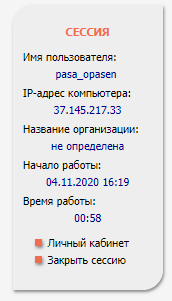 СЕССИЯ
Имя пользователя:
pasa_opasen
IP-адрес компьютера:
37.145.217.33
Название организации:
не определена
Начало работы:
04.11.2020 16:19
Время работы:
00:58
Личный кабинет
Закрыть сессию